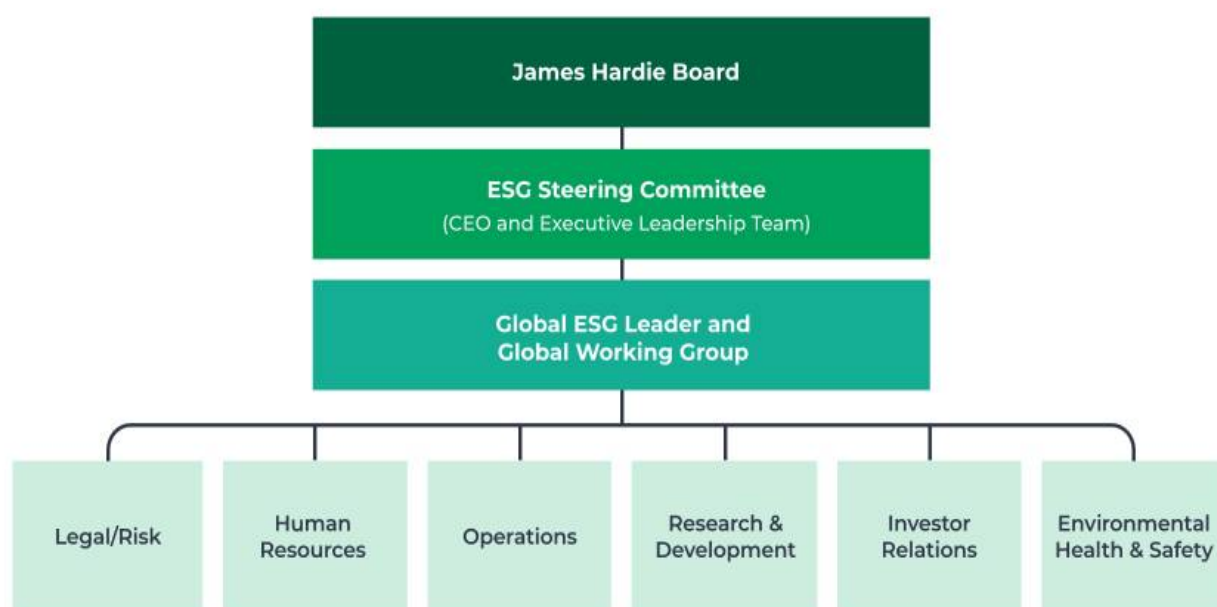 James Hardie Board
ESG Steering Committee
(CEO and Executive Leadership Team)
Global ESG Leader and
Global Working Group
Legal/Risk
Human
Resources
Operations
Research &
Development
Investor
Relations
Environmental
Health & Safety